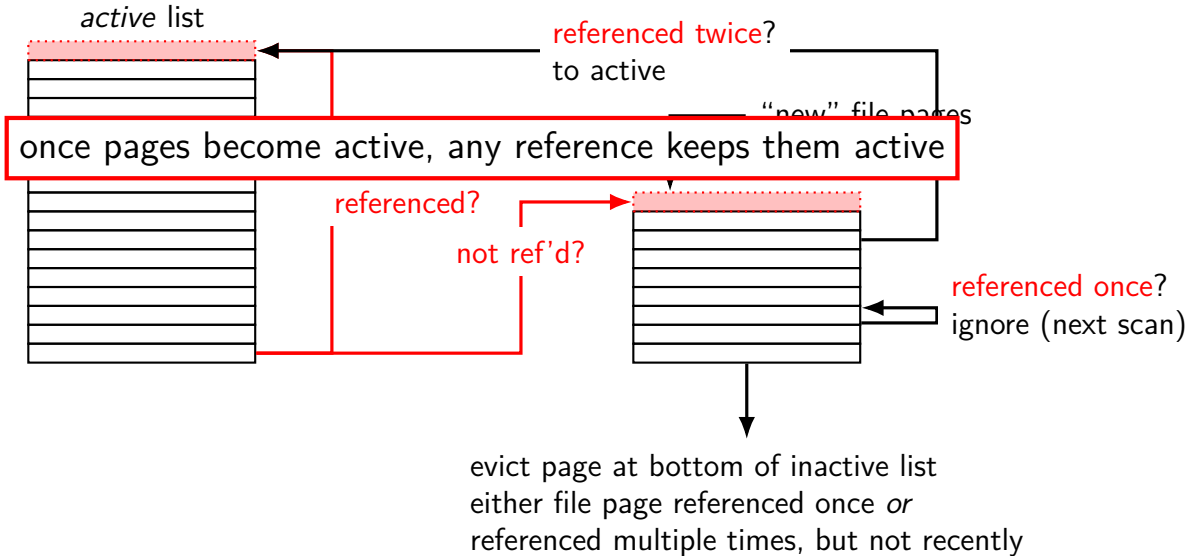 active list
referenced twice?
to active
“new” file pages
once pages become active, any reference keeps them active
referenced?
not ref’d?
referenced once?
ignore (next scan)
evict page at bottom of inactive list
either file page referenced once or
referenced multiple times, but not recently